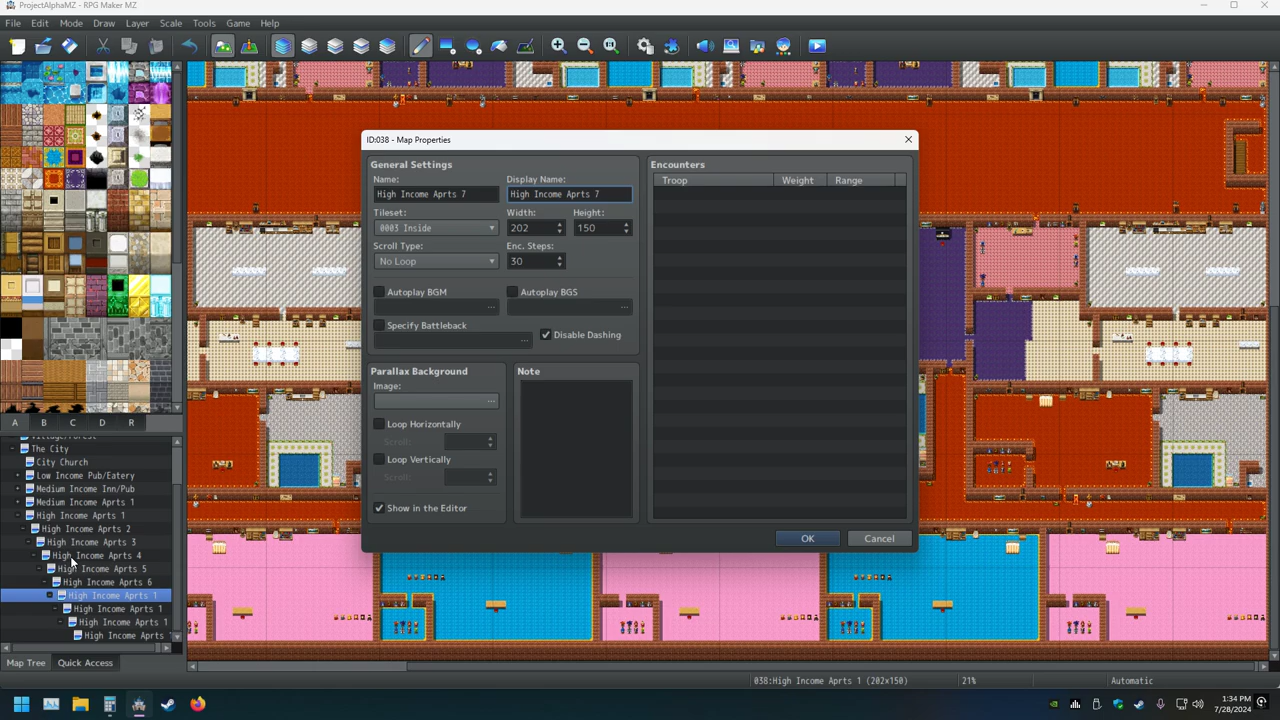 ProjectAlphaMZ - RPG Maker MZ
File Edit Mode Draw Layer Scale Tools Game Help
ID:038 - Map Properties
General Settings
Encounters
Name:
Display Name:
Troop Weight Range
High Income Aprts 7
High Income Aprts 7
Tileset:
Width:
Height:
0003 Inside
202
150
Scroll Type:
Enc. Steps:
No Loop
30
Autoplay BGM
Autoplay BGS
Specify Battleback
Disable Dashing
Parallax Background
Note
Image:
Loop Horizontally
Scroll:
Loop Vertically
Scroll:
Show in the Editor
OK
Cancel
A B C D R
Village/Forest
The City
City Church
Low Income Pub/Eatery
Medium Income Inn/Pub
Medium Income Aprts 1
High Income Aprts 1
High Income Aprts 2
High Income Aprts 3
High Income Aprts 4
High Income Aprts 5
High Income Aprts 6
High Income Aprts 1
High Income Aprts 1
High Income Aprts 1
High Income Aprts
Map Tree Quick Access
038:High Income Aprts 1 (202x150)
21%
Automatic
1:34 PM
7/28/2024